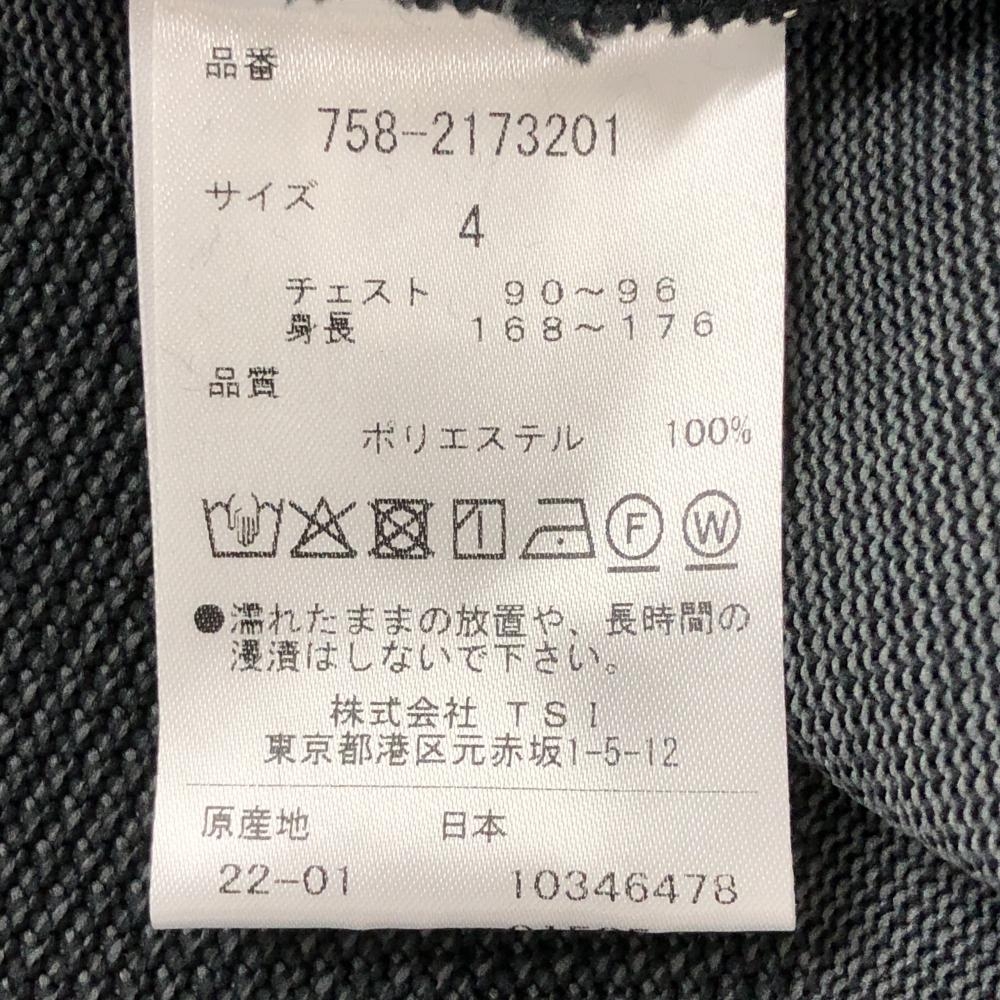 品番
758-2173201
サイズ
4
チェスト 90～96
身長 168～176
品質
ポリエステル 100%
F W
●濡れたままの放置や、長時間の
浸漬はしないで下さい。
株式会社 TSI
東京都港区元赤坂1-5-12
原産地 日本
22-01 10346478